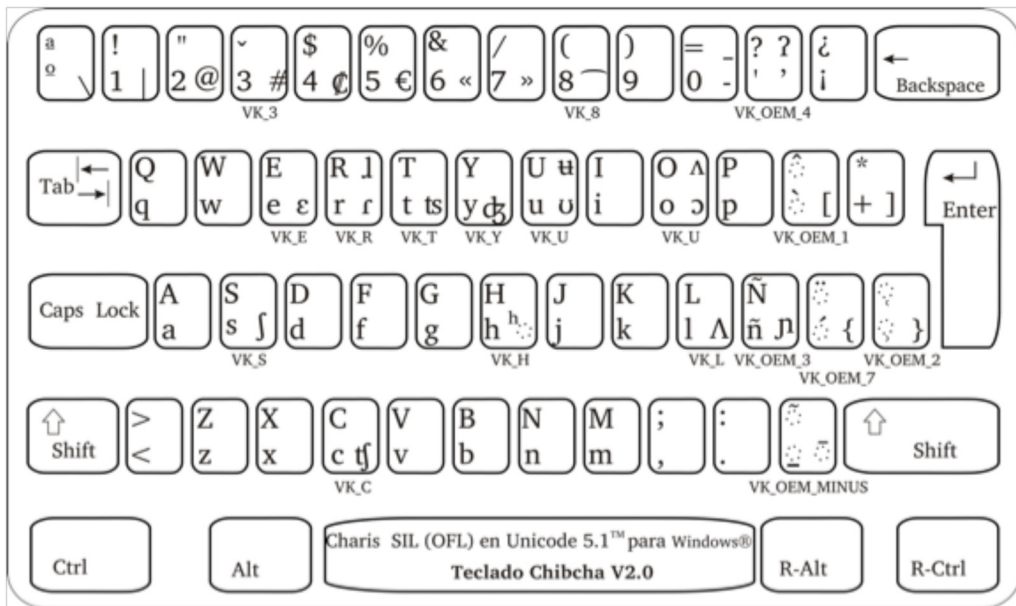 ª ! " ˇ $ % & / ( ) = _ ? ʔ ¿ ←
º \ 1 | 2 @ 3 # 4 ₡ 5 € 6 « 7 » 8 ⁀ 9 0 - ' ’ ¡ Backspace
VK_3 VK_8 VK_OEM_4
Tab Q W E R ɺ T Y U ʉ I O ʌ P ◌̂ *
q w e ɛ r ɾ t ʦ y ʤ u ʊ i o ɔ p ◌̀ [ + ] Enter
VK_E VK_R VK_T VK_Y VK_U VK_U VK_OEM_1
Caps Lock A S D F G H J K L Ñ ◌̈
a s ʃ d f g h ʰ◌ j k l Λ ñ Ɲ ◌́ { }
VK_S VK_H VK_L VK_OEM_3 VK_OEM_2
VK_OEM_7
⇧ > Z X C V B N M ; : ◌̃ ⇧
Shift < z x c ʧ v b n m , . ◌̱ ◌̄ Shift
VK_C VK_OEM_MINUS
Charis SIL (OFL) en Unicode 5.1™ para Windows®
Ctrl Alt Teclado Chibcha V2.0 R-Alt R-Ctrl